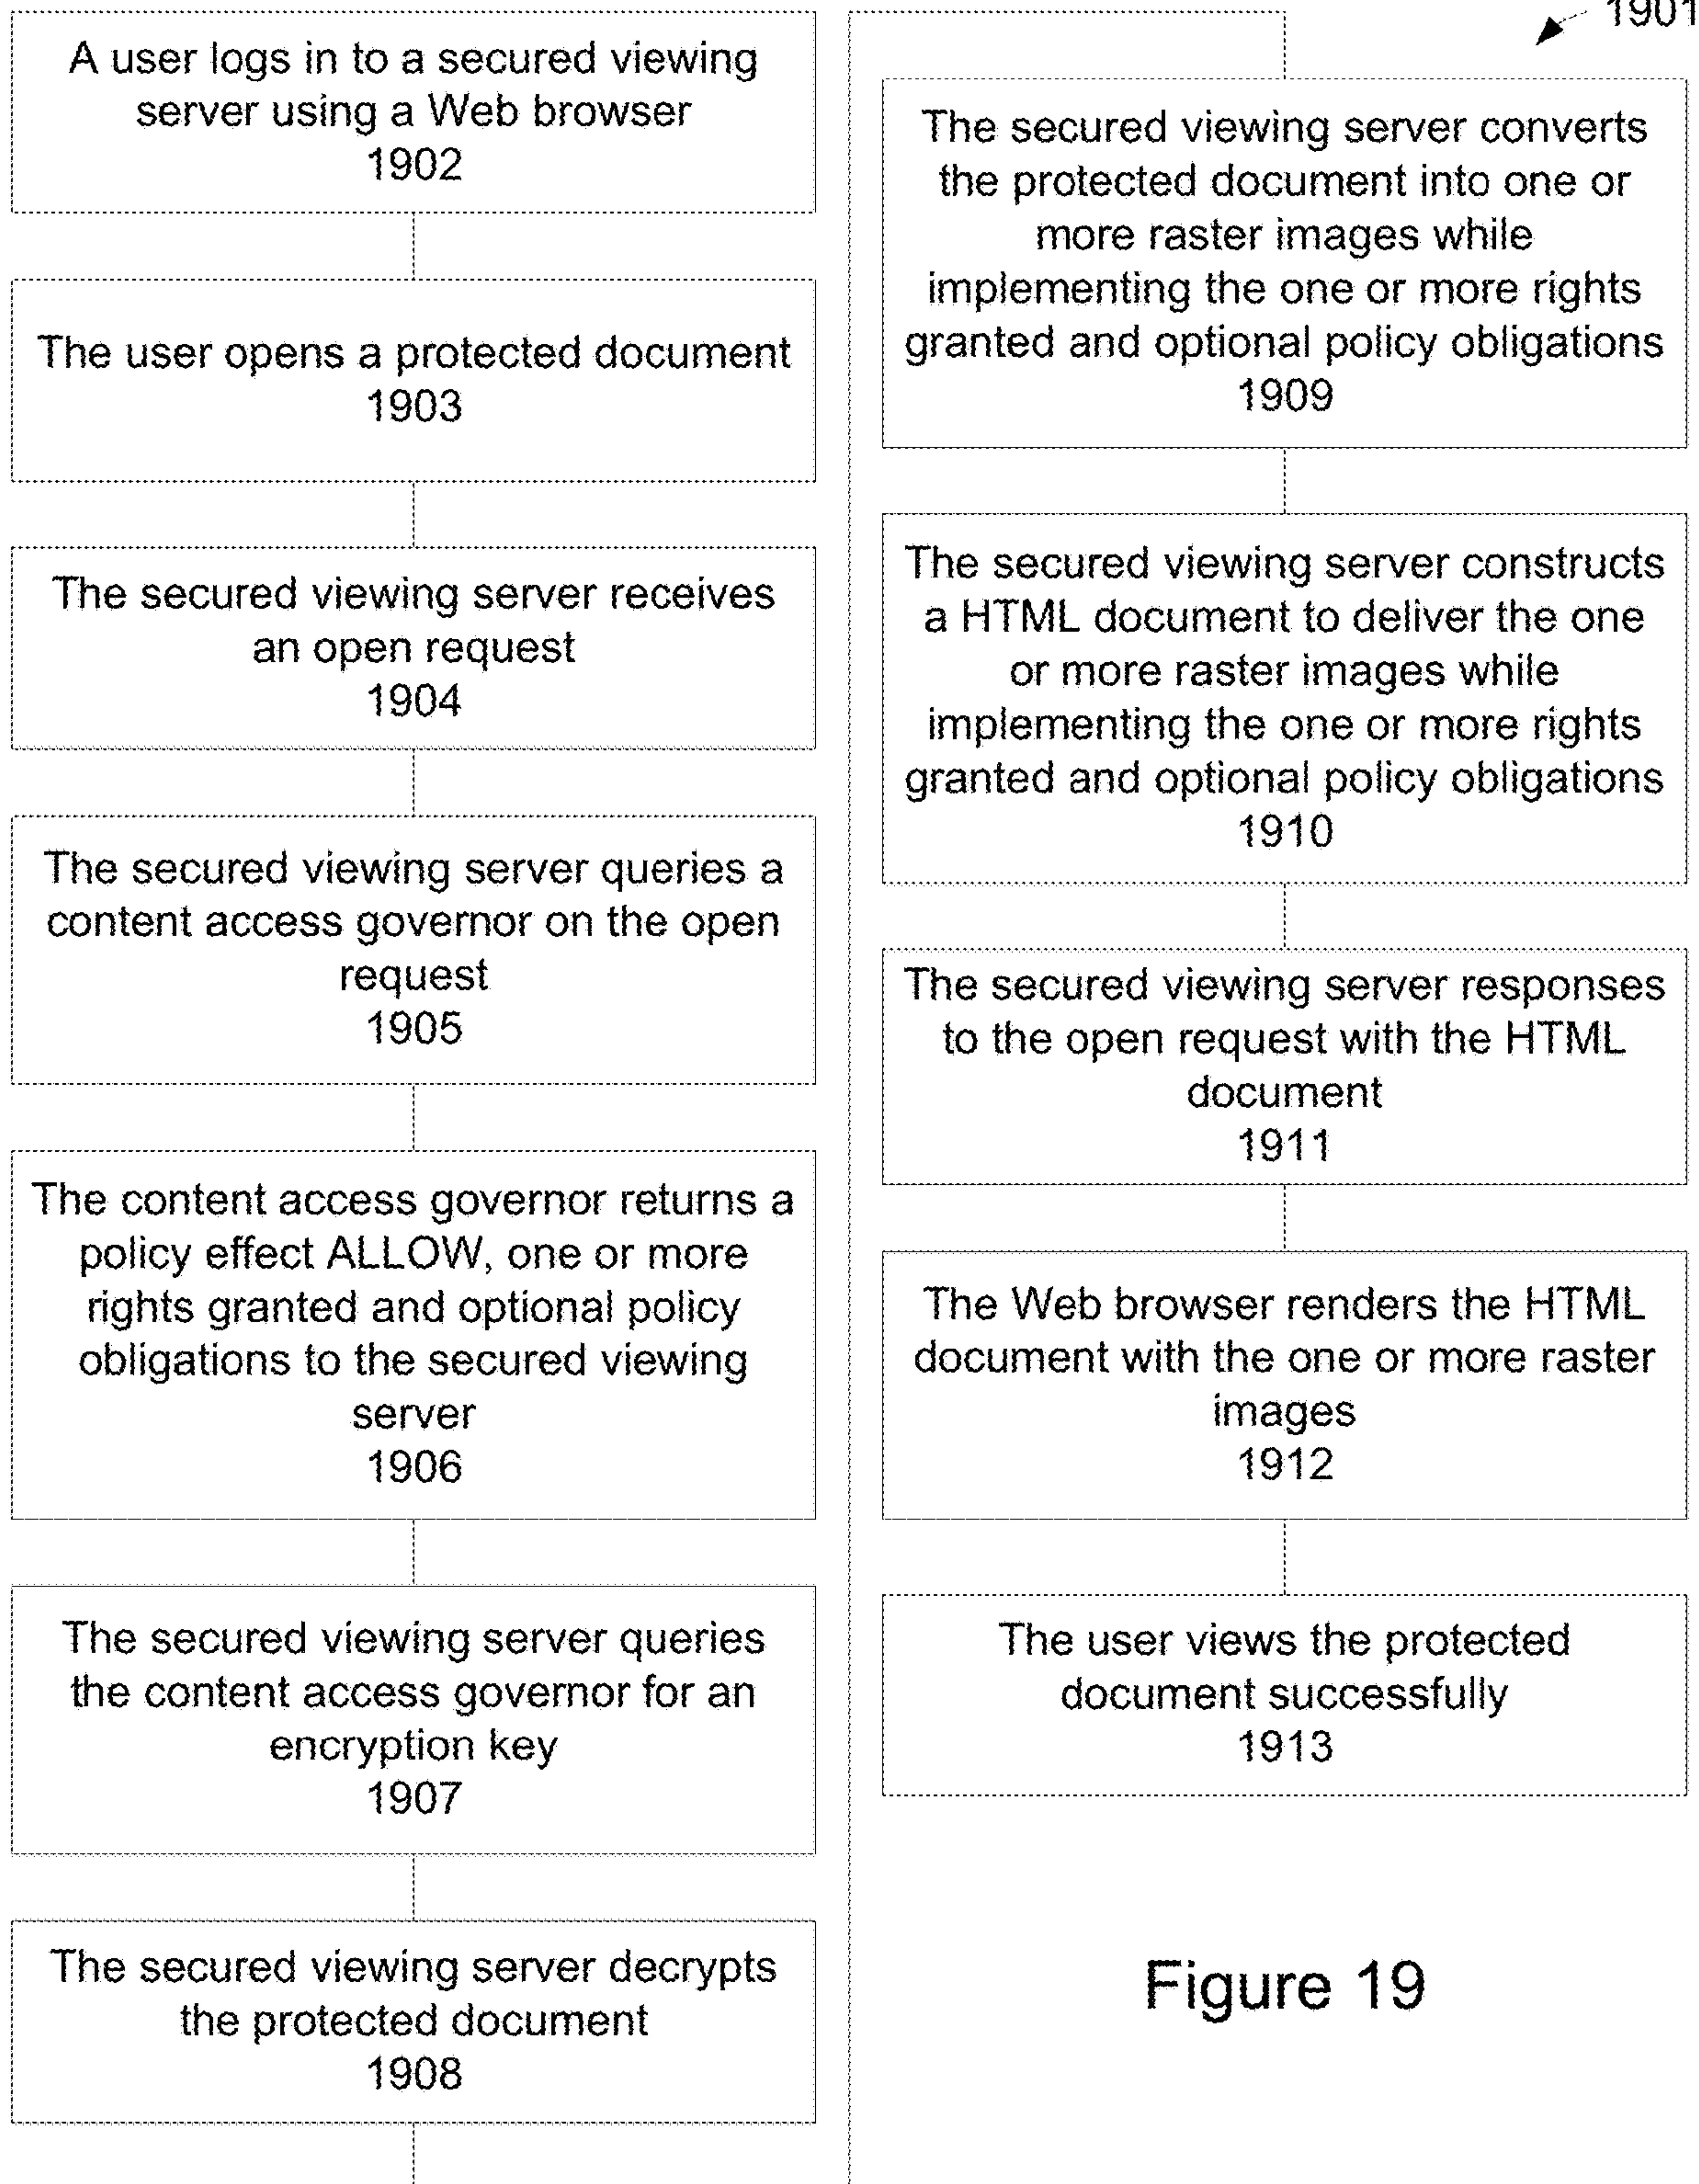 A user logs in to a secured viewing
server using a Web browser
1902
The user opens a protected document
1903
The secured viewing server receives
an open request
1904
The secured viewing server queries a
content access governor on the open
request
1905
The content access governor returns a
policy effect ALLOW, one or more
rights granted and optional policy
obligations to the secured viewing
server
1906
The secured viewing server queries
the content access governor for an
encryption key
1907
The secured viewing server decrypts
the protected document
1908
1901
The secured viewing server converts
the protected document into one or
more raster images while
implementing the one or more rights
granted and optional policy obligations
1909
The secured viewing server constructs
a HTML document to deliver the one
or more raster images while
implementing the one or more rights
granted and optional policy obligations
1910
The secured viewing server responses
to the open request with the HTML
document
1911
The Web browser renders the HTML
document with the one or more raster
images
1912
The user views the protected
document successfully
1913
Figure 19